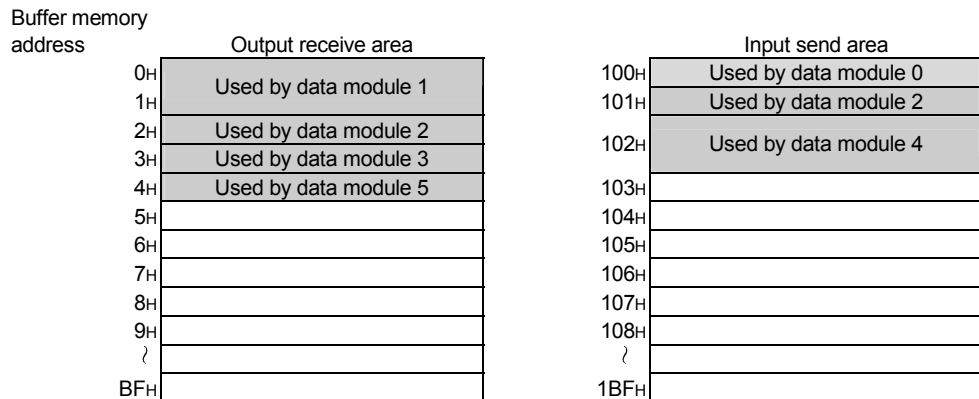 Buffer memory
address
Output receive area
0H
Used by data module 1
1H
2H Used by data module 2
3H Used by data module 3
4H Used by data module 5
5H
6H
7H
8H
9H
≀
BFH
Input send area
100H Used by data module 0
101H Used by data module 2
102H Used by data module 4
103H
104H
105H
106H
107H
108H
≀
1BFH